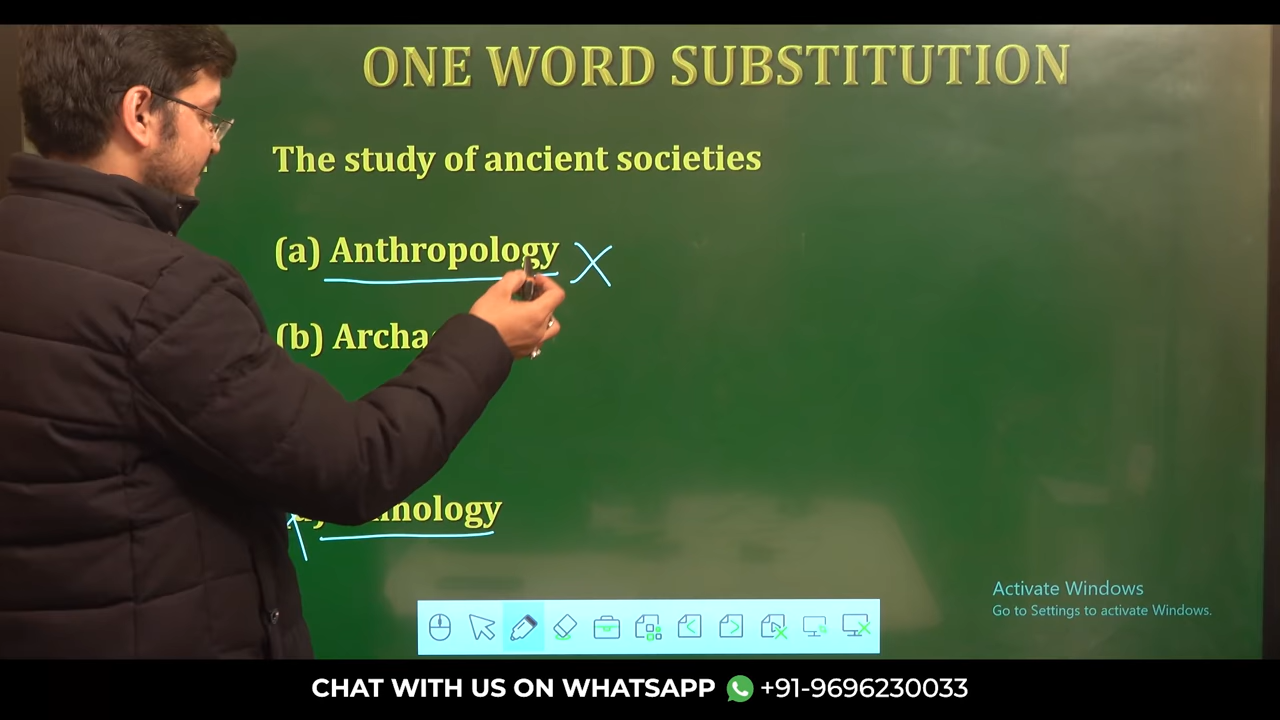 ONE WORD SUBSTITUTION
The study of ancient societies
(a) Anthropology X
(b) Archa
nology
Activate Windows
Go to Settings to activate Windows.
CHAT WITH US ON WHATSAPP +91-9696230033